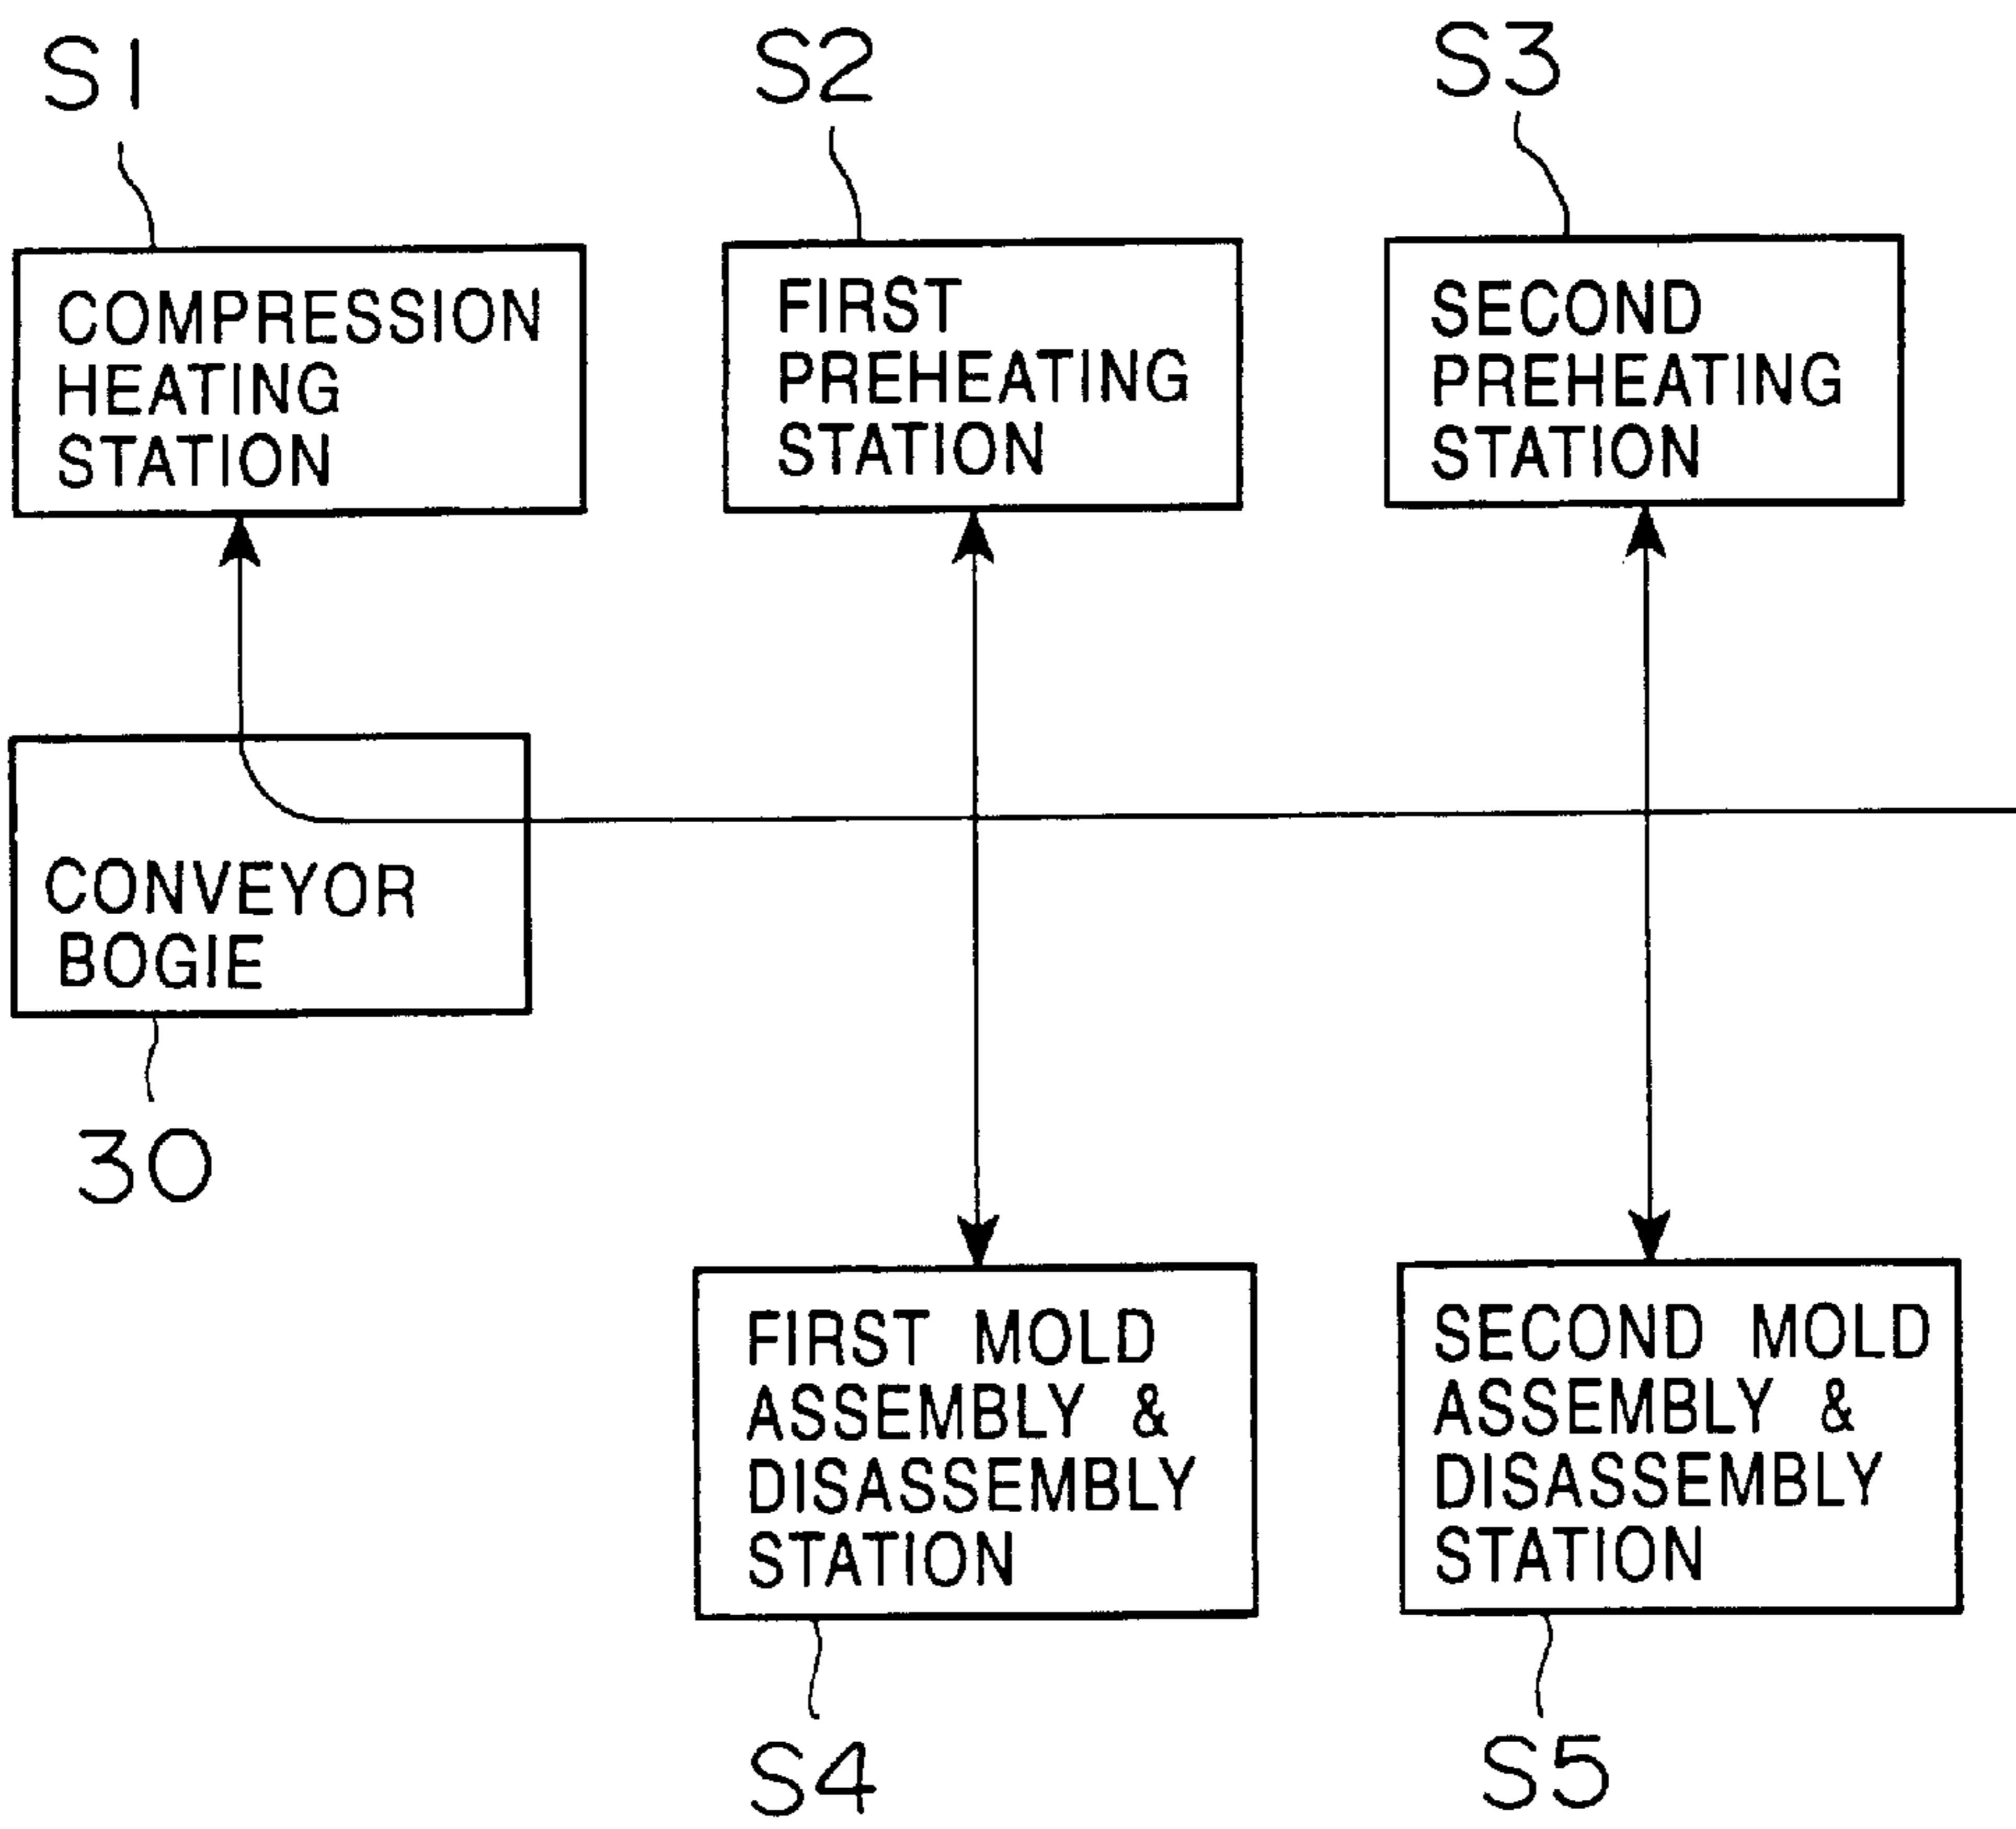 S1
S2
S3
COMPRESSION
HEATING
STATION
FIRST
PREHEATING
STATION
SECOND
PREHEATING
STATION
CONVEYOR
BOGIE
30
FIRST MOLD
ASSEMBLY &
DISASSEMBLY
STATION
SECOND MOLD
ASSEMBLY &
DISASSEMBLY
STATION
S4
S5